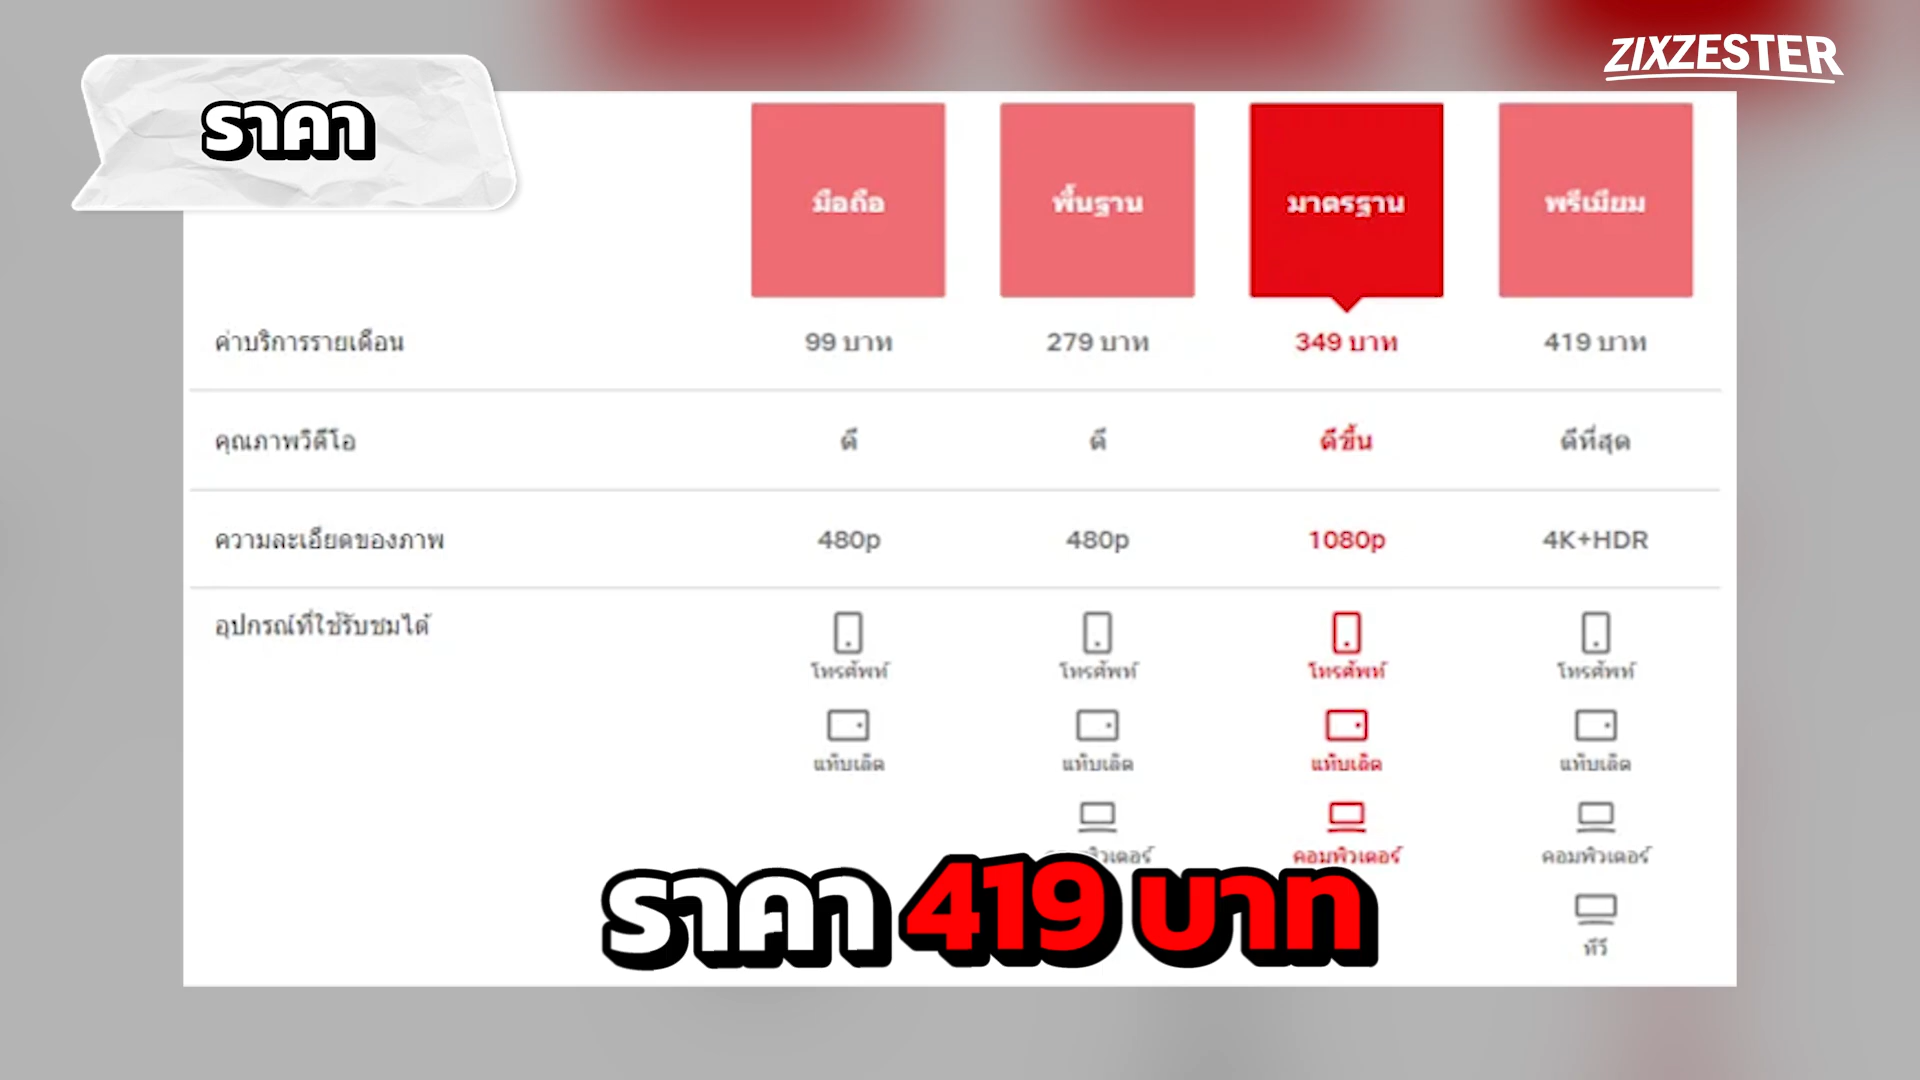 ZIXZESTER
ราคา
มือถือ พื้นฐาน มาตรฐาน พรีเมียม
ค่าบริการรายเดือน 99 บาท 279 บาท 349 บาท 419 บาท
คุณภาพวิดีโอ ดี ดี ดีขึ้น ดีที่สุด
ความละเอียดของภาพ 480p 480p 1080p 4K+HDR
อุปกรณ์ที่ใช้รับชมได้
โทรศัพท์ โทรศัพท์ โทรศัพท์ โทรศัพท์
แท็บเล็ต แท็บเล็ต แท็บเล็ต แท็บเล็ต
คอมพิวเตอร์ คอมพิวเตอร์
ทีวี
ราคา 419 บาท